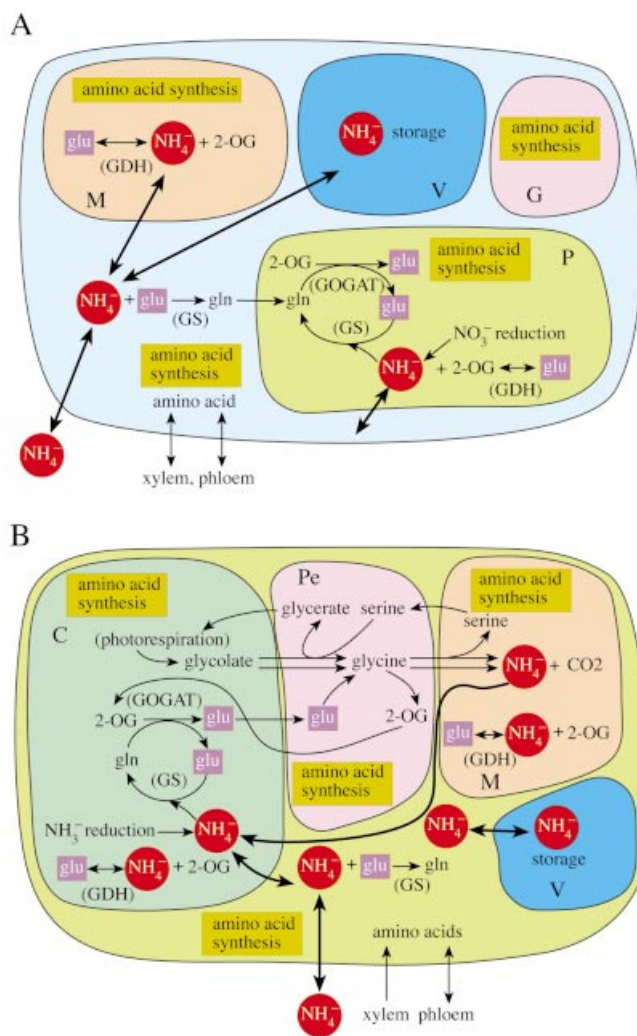 A
amino acid synthesis
glu
NH₄⁻
+ 2-OG
(GDH)
M
NH₄⁻
storage
V
amino acid
synthesis
G
NH₄⁻
+
glu
gln
(GS)
2-OG
glu
(GOGAT)
gln
glu
(GS)
amino acid
synthesis
P
NO₃⁻ reduction
NH₄⁻
+ 2-OG
glu
(GDH)
amino acid
synthesis
amino acid
xylem, phloem
NH₄⁻
B
amino acid
synthesis
C
(photorespiration)
glycolate
(GOGAT)
2-OG
glu
gln
glu
(GS)
NH₃⁻ reduction
NH₄⁻
glu
NH₄⁻
+ 2-OG
(GDH)
Pe
glycerate
serine
glycine
glu
2-OG
amino acid
synthesis
amino acid
synthesis
serine
NH₄⁻
+ CO2
glu
NH₄⁻
+ 2-OG
(GDH)
M
NH₄⁻
NH₄⁻
storage
V
NH₄⁻
+
glu
gln
(GS)
amino acid
synthesis
amino acids
NH₄⁻
xylem
phloem